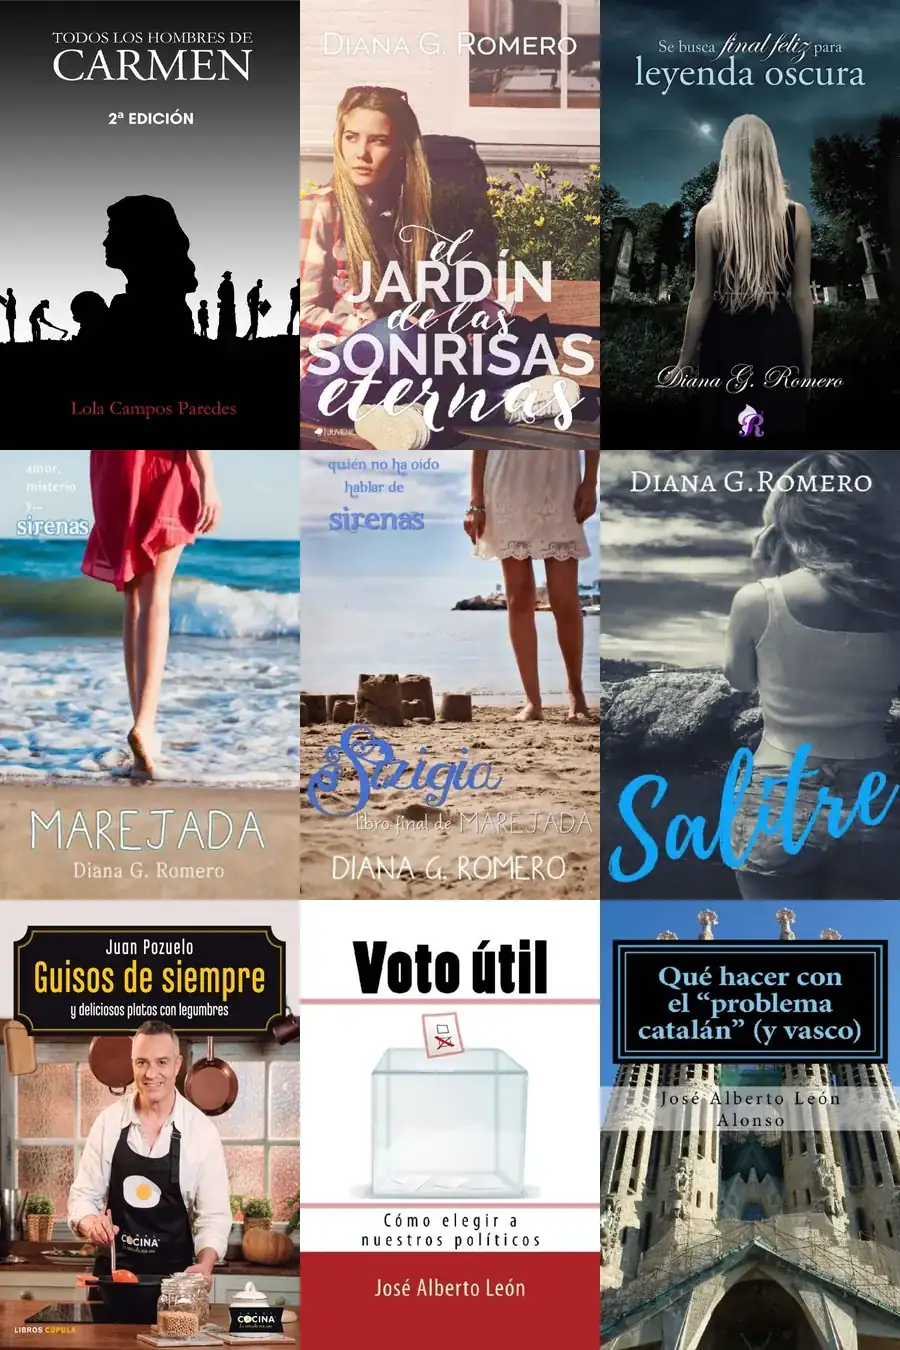 TODOS LOS HOMBRES DE
CARMEN
2ª EDICIÓN
Lola Campos Paredes
DIANA G. ROMERO
el
JARDÍN
de las
SONRISAS
eternas
JUVENIL
Se busca final feliz para
leyenda oscura
Diana G. Romero
R
amor,
misterio
y...
sirenas
MAREJADA
Diana G. Romero
quién no ha oído
hablar de
sirenas
Sizigia
libro final de MAREJADA
DIANA G. ROMERO
DIANA G. ROMERO
Salitre
Juan Pozuelo
Guisos de siempre
y deliciosos platos con legumbres
COCINA
LIBROS CÚPULA
COCINA
Voto útil
Cómo elegir a
nuestros políticos
José Alberto León
Qué hacer con
el “problema
catalán” (y vasco)
José Alberto León
Alonso